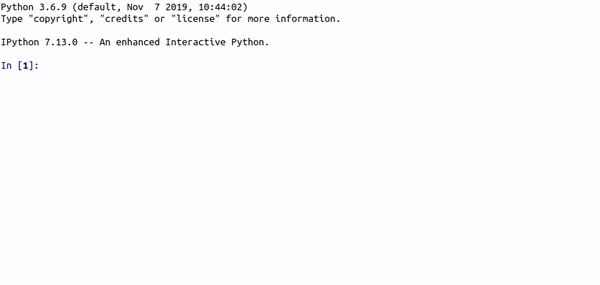 Python 3.6.9 (default, Nov  7 2019, 10:44:02)
Type "copyright", "credits" or "license" for more information.
IPython 7.13.0 -- An enhanced Interactive Python.
In [1]: